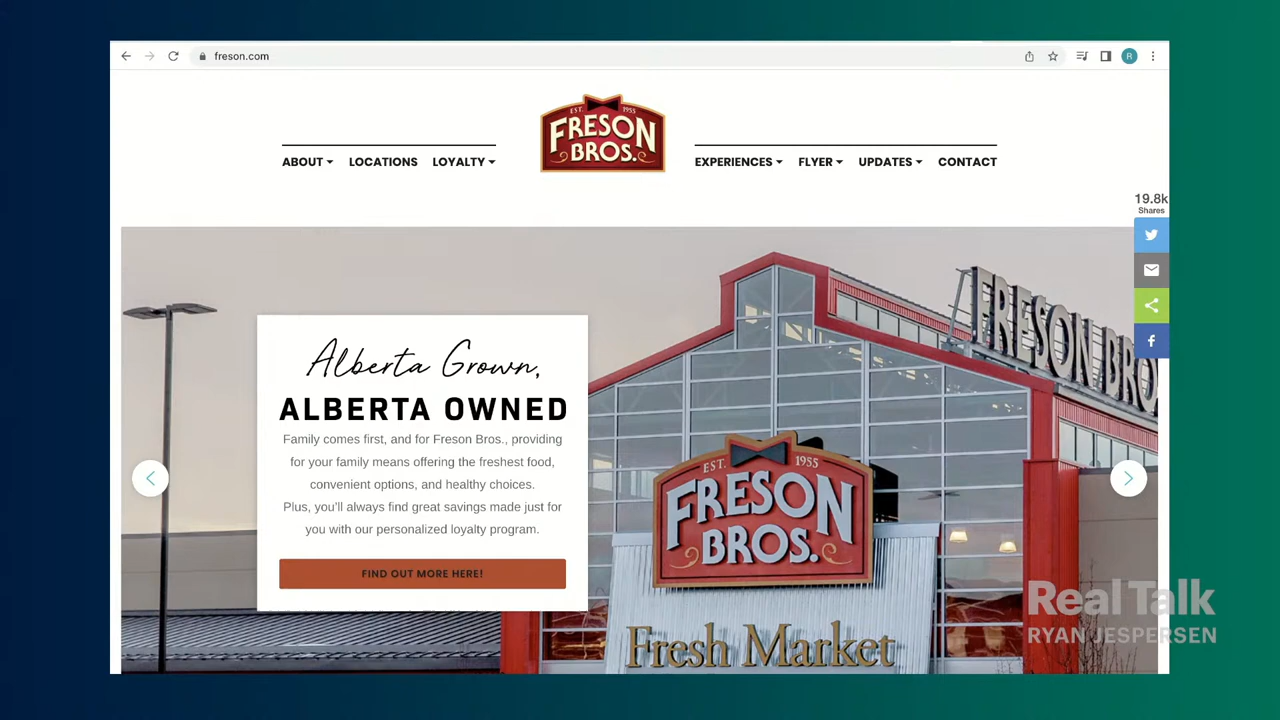 freson.com
R
EST. 1955
FRESON
BROS.
ABOUT
LOCATIONS
LOYALTY
EXPERIENCES
FLYER
UPDATES
CONTACT
19.8k
Shares
FRESON BRO
Alberta Grown,
ALBERTA OWNED
Family comes first, and for Freson Bros., providing
for your family means offering the freshest food,
convenient options, and healthy choices.
Plus, you'll always find great savings made just for
you with our personalized loyalty program.
FIND OUT MORE HERE!
EST. 1955
FRESON
BROS.
Fresh Market
Real Talk
RYAN JESPERSEN